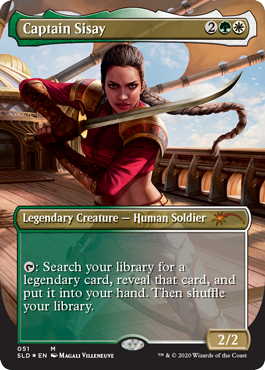 Captain Sisay 2
Legendary Creature — Human Soldier
: Search your library for a
legendary card, reveal that card, and
put it into your hand. Then shuffle
your library.
2/2
051 M
SLD • EN Magali Villeneuve
™ & © 2020 Wizards of the Coast